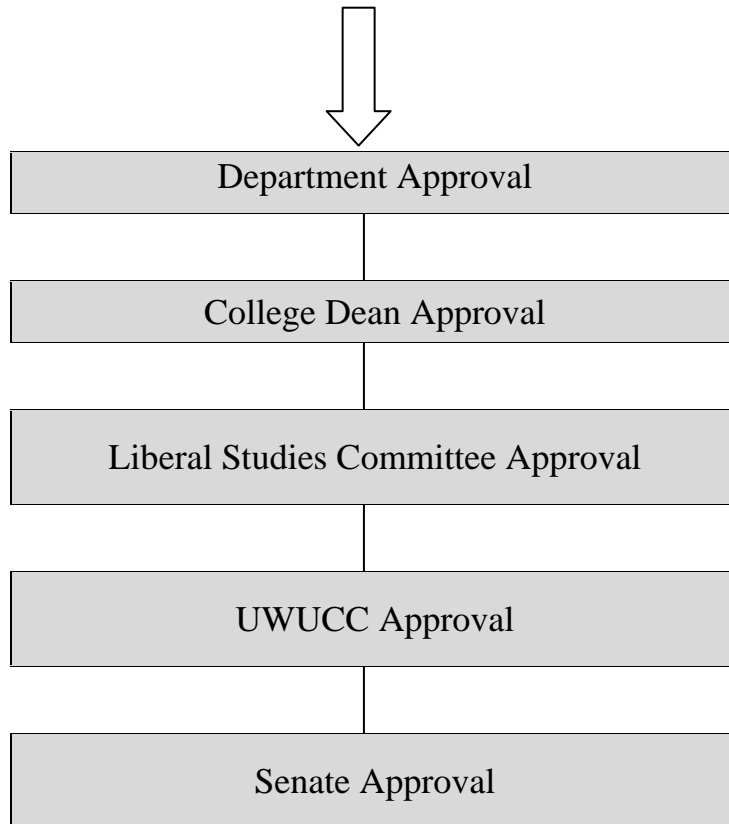 Department Approval
College Dean Approval
Liberal Studies Committee Approval
UWUCC Approval
Senate Approval